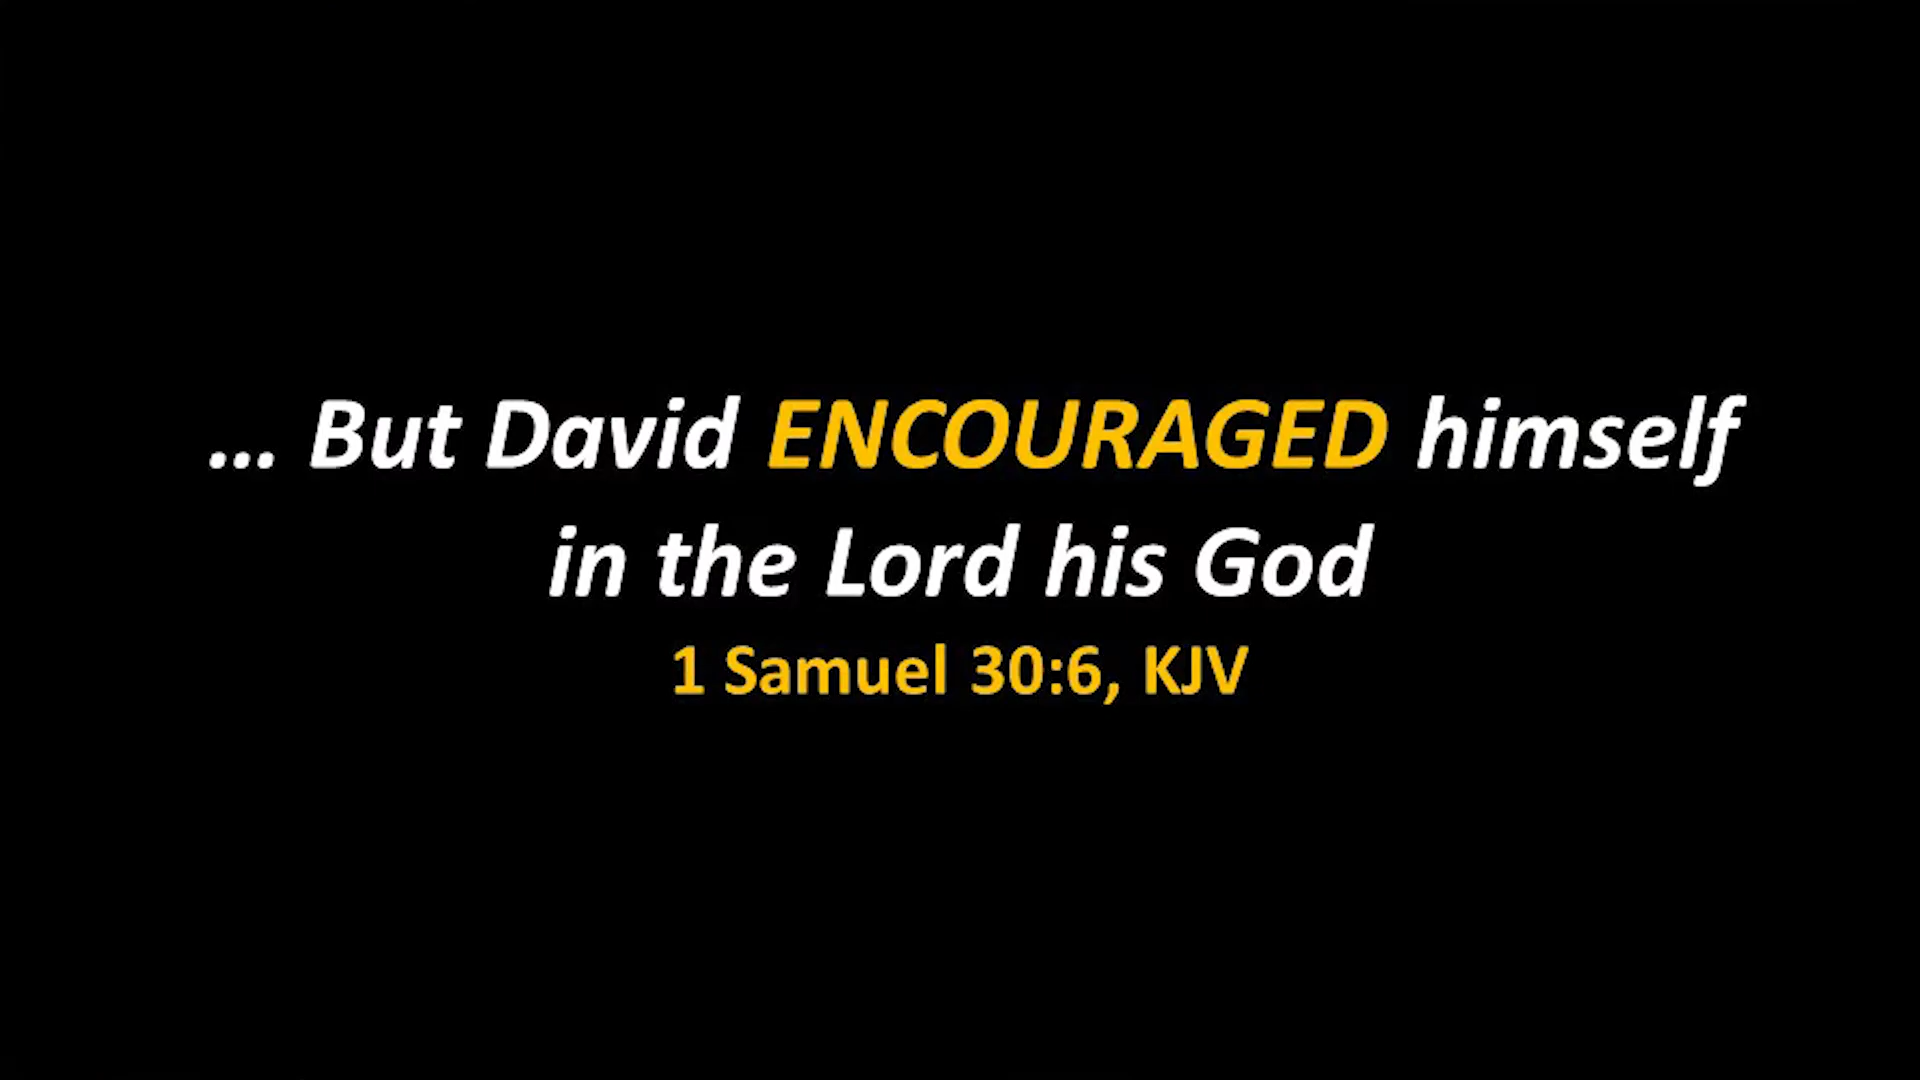 ... But David ENCOURAGED himself
in the Lord his God
1 Samuel 30:6, KJV